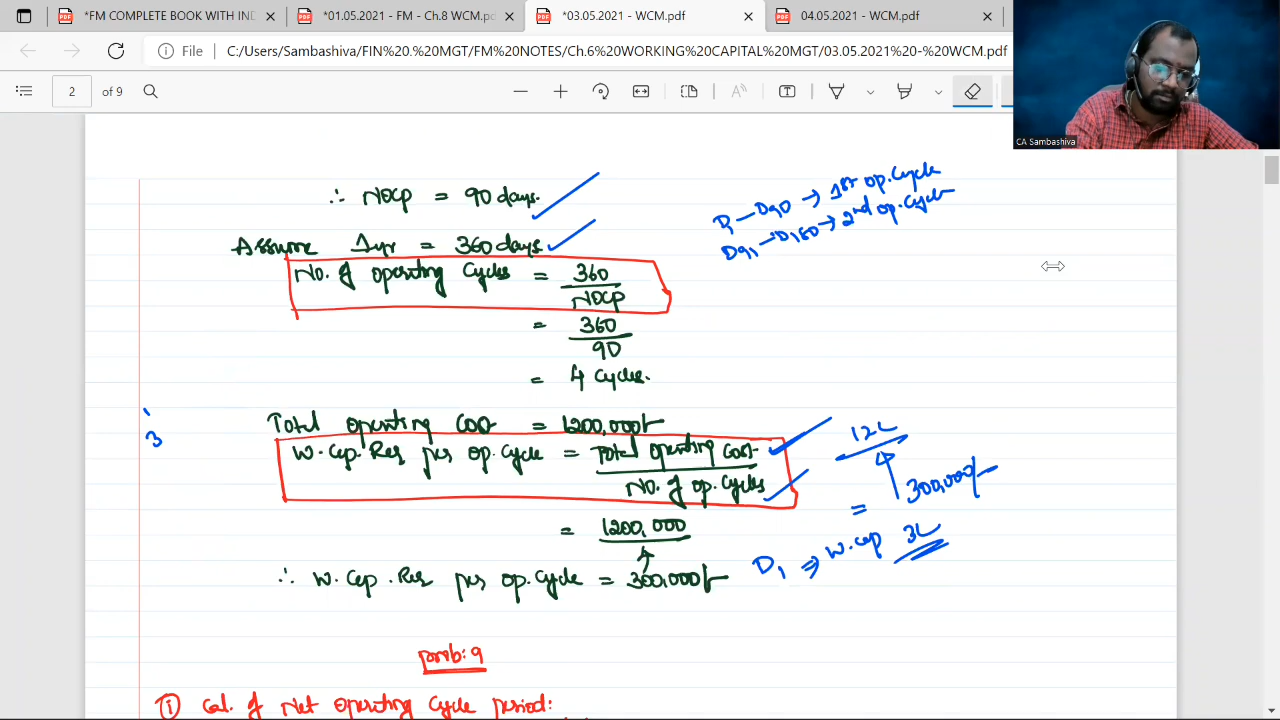 *FM COMPLETE BOOK WITH IND
*01.05.2021 - FM - Ch.8 WCM.pdf
*03.05.2021 - WCM.pdf
04.05.2021 - WCM.pdf
File C:/Users/Sambashiva/FIN%20.%20MGT/FM%20NOTES/Ch.6%20WORKING%20CAPITAL%20MGT/03.05.2021%20-%20WCM.pdf
2 of 9
CA Sambashiva
∴ NOCP = 90 days.
D1 – D90 → 1st op. Cycle
D91 – D180 → 2nd op. Cycle
Assume 1yr = 360 days
No. of operating Cycles = 360
NOCP
= 360
90
= 4 Cycles.
3
Total operating Cost = 1200,000/-
W. Cap. Req per op. Cycle = Total operating Cost
No. of op. Cycles
12L
= 300,000/-
= 1200,000
D1 ⇒ W. Cap 3L
∴ W. Cap. Req per op. Cycle = 300,000/-
prob: 9
① Cal. of Net operating Cycle period: